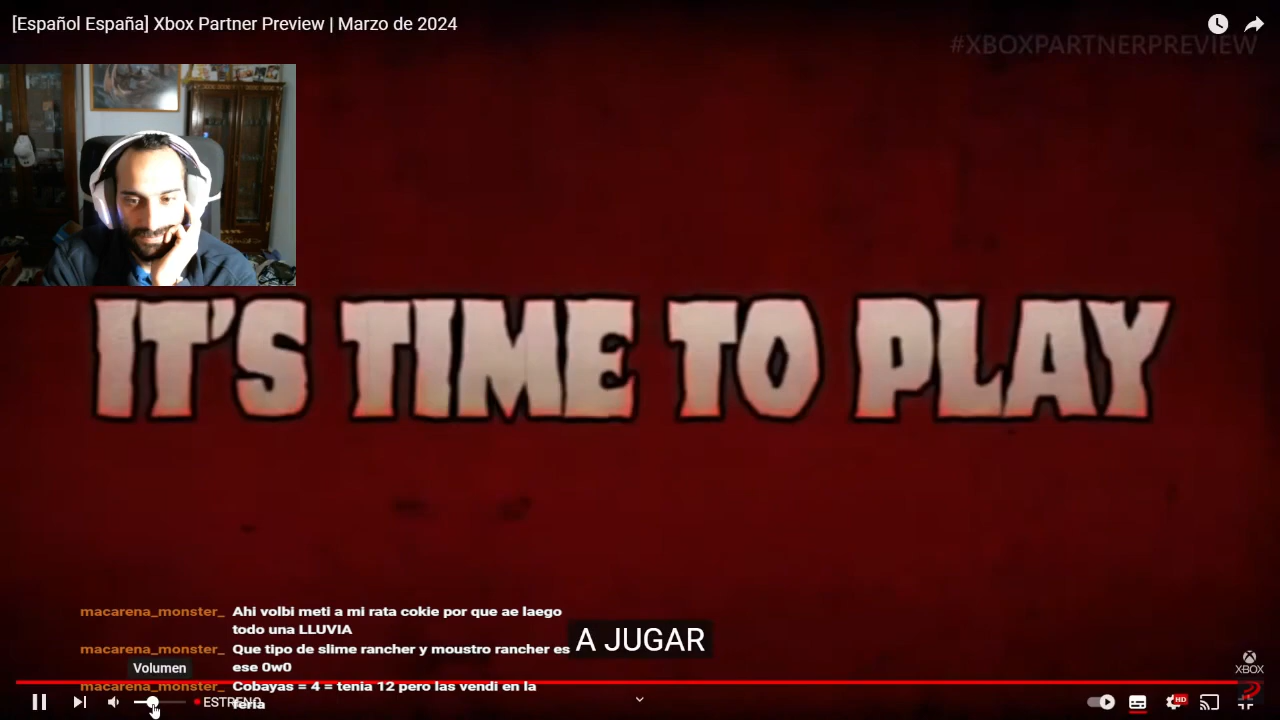 [Español España] Xbox Partner Preview | Marzo de 2024
#XBOXPARTNERPREVIEW
IT'S TIME TO PLAY
macarena_monster_ Ahi volbi meti a mi rata cokie por que ae laego
todo una LLUVIA
macarena_monster_ Que tipo de slime rancher y moustro rancher es
ese 0w0
A JUGAR
Volumen
macarena_monster_ Cobayas = 4 = tenia 12 pero las vendi en la
feria
ESTRENO
XBOX
HD